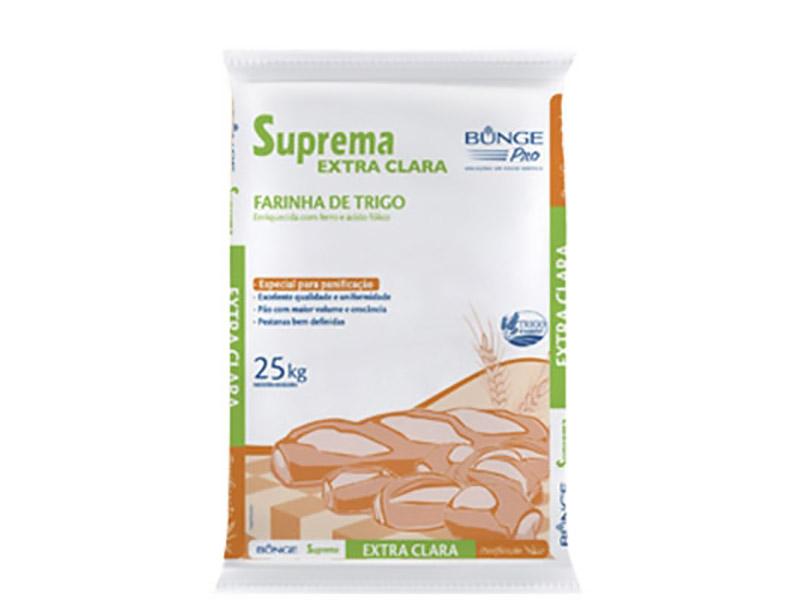 Suprema
EXTRA CLARA
BUNGE
Pro
FARINHA DE TRIGO
Enriquecida com ferro e ácido fólico
- Especial para panificação
- Excelente qualidade e uniformidade
- Pão com maior volume e crocância
- Pestanas bem definidas
TRIGO
25kg
EXTRA CLARA
EXTRA CLARA
Suprema
BUNGE
BUNGE Suprema EXTRA CLARA